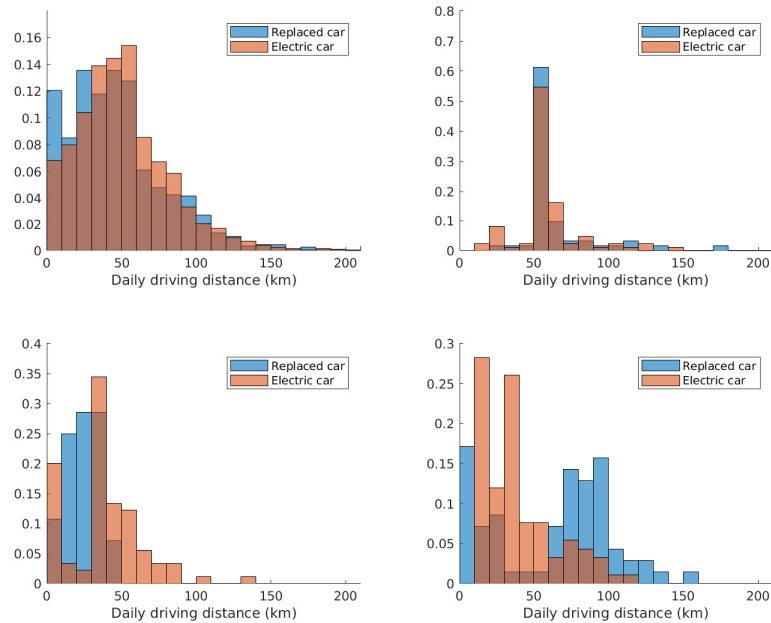 0.16
0.14
0.12
0.1
0.08
0.06
0.04
0.02
0
0 50 100 150 200
Daily driving distance (km)
Replaced car
Electric car
0.8
0.7
0.6
0.5
0.4
0.3
0.2
0.1
0
0 50 100 150 200
Daily driving distance (km)
Replaced car
Electric car
0.4
0.35
0.3
0.25
0.2
0.15
0.1
0.05
0
0 50 100 150 200
Daily driving distance (km)
Replaced car
Electric car
0.3
0.25
0.2
0.15
0.1
0.05
0
0 50 100 150 200
Daily driving distance (km)
Replaced car
Electric car